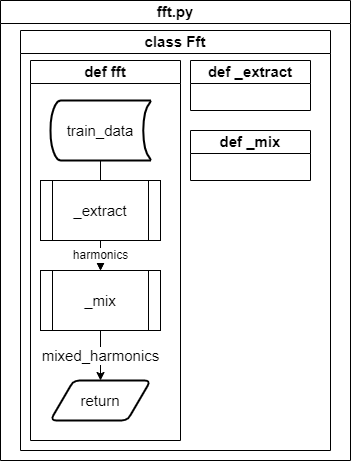 fft.py
class Fft
def fft
train_data
_extract
harmonics
_mix
mixed_harmonics
return
def _extract
def _mix